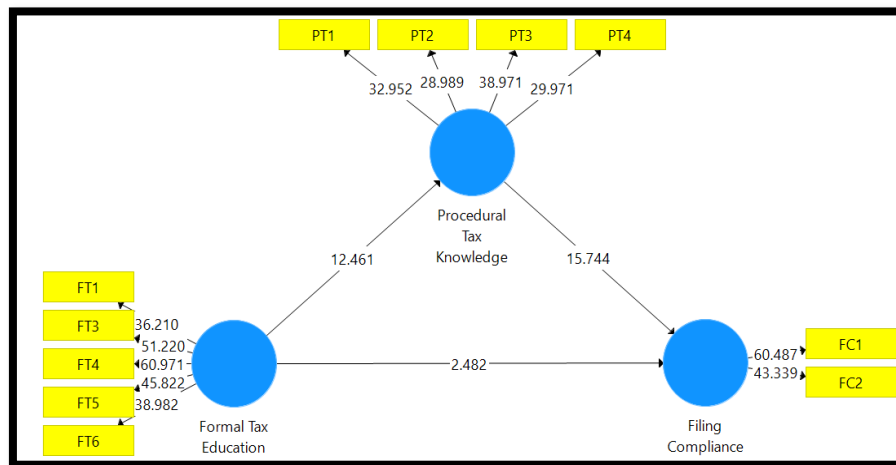 PT1 PT2 PT3 PT4
32.952 28.989 38.971 29.971
Procedural
Tax
Knowledge
12.461 15.744
FT1
FT3
FT4
FT5
FT6
36.210
51.220
60.971
45.822
38.982
2.482
FC1
FC2
60.487
43.339
Formal Tax
Education
Filing
Compliance